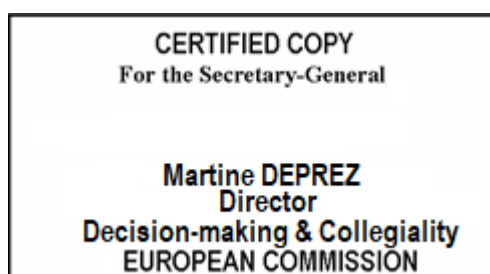 CERTIFIED COPY
For the Secretary-General
Martine DEPREZ
Director
Decision-making & Collegiality
EUROPEAN COMMISSION